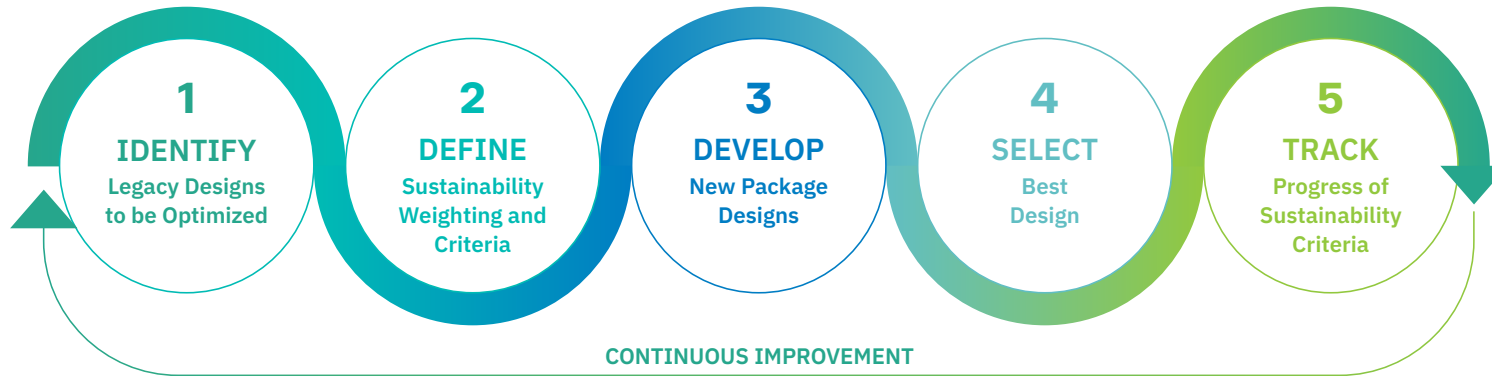 1
IDENTIFY
Legacy Designs
to be Optimized
2
DEFINE
Sustainability
Weighting and
Criteria
3
DEVELOP
New Package
Designs
4
SELECT
Best
Design
5
TRACK
Progress of
Sustainability
Criteria
CONTINUOUS IMPROVEMENT